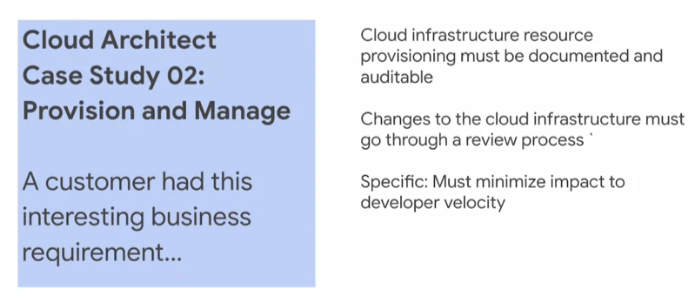 Cloud Architect
Case Study 02:
Provision and Manage
A customer had this
interesting business
requirement...
Cloud infrastructure resource
provisioning must be documented and
auditable
Changes to the cloud infrastructure must
go through a review process `
Specific: Must minimize impact to
developer velocity